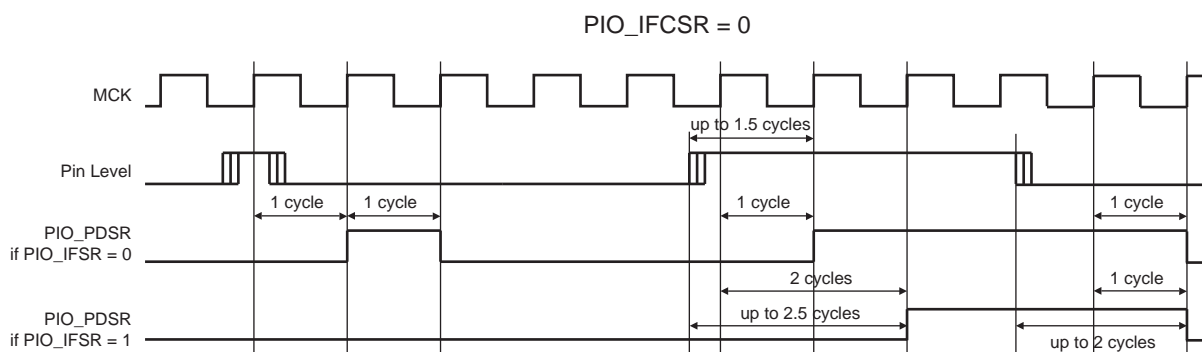 PIO_IFCSR = 0
MCK
up to 1.5 cycles
Pin Level
1 cycle
1 cycle
1 cycle
1 cycle
PIO_PDSR
if PIO_IFSR = 0
2 cycles
1 cycle
up to 2.5 cycles
PIO_PDSR
if PIO_IFSR = 1
up to 2 cycles